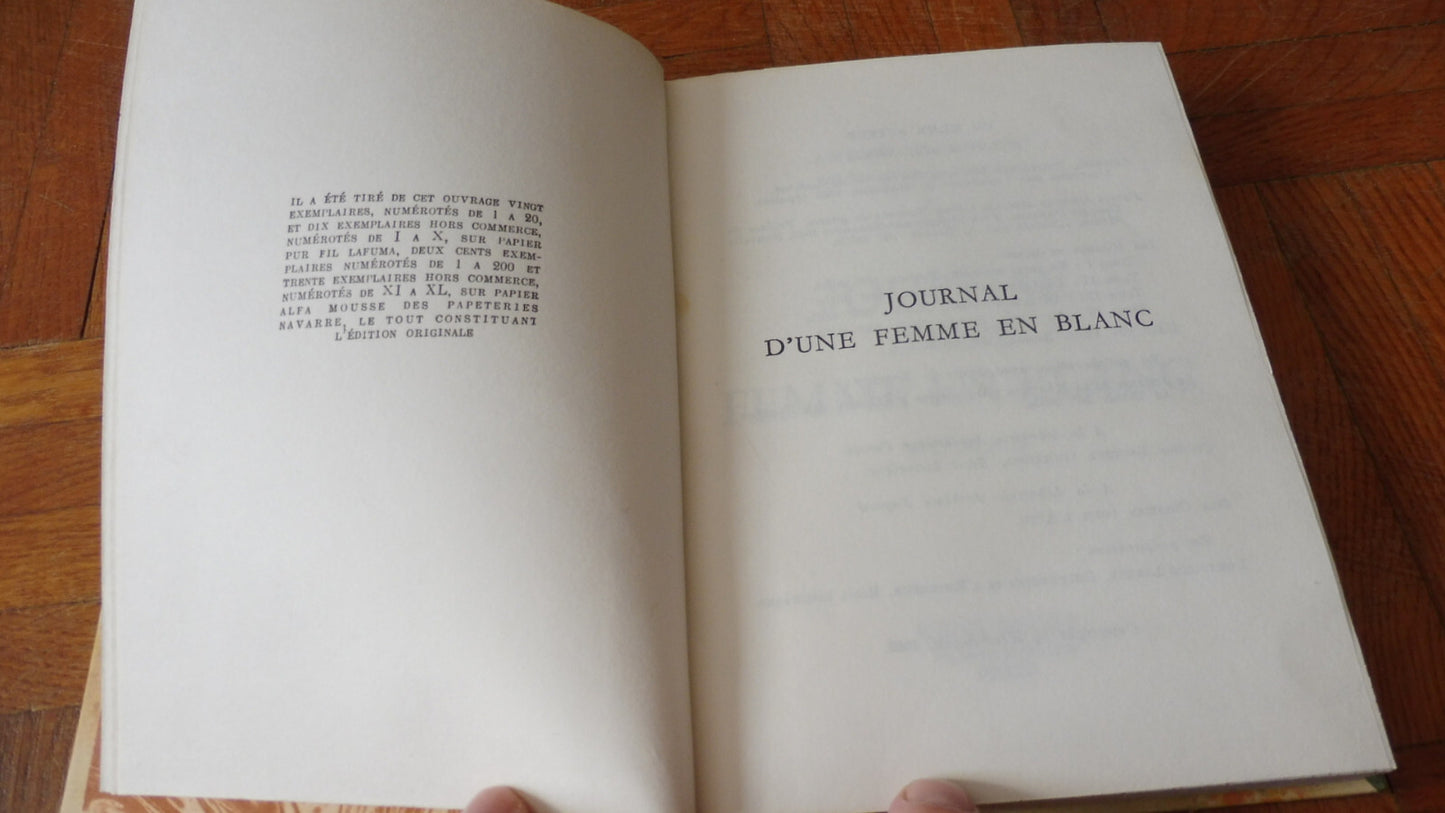 IL A ÉTÉ TIRÉ DE CET OUVRAGE VINGT
EXEMPLAIRES, NUMÉROTÉS DE 1 A 20,
ET DIX EXEMPLAIRES HORS COMMERCE,
NUMÉROTÉS DE I A X, SUR PAPIER
PUR FIL LAFUMA, DEUX CENTS EXEM-
PLAIRES NUMÉROTÉS DE 1 A 200 ET
TRENTE EXEMPLAIRES HORS COMMERCE,
NUMÉROTÉS DE XI A XL, SUR PAPIER
ALFA MOUSSE DES PAPETERIES
NAVARRE, LE TOUT CONSTITUANT
L'ÉDITION ORIGINALE
JOURNAL
D'UNE FEMME EN BLANC